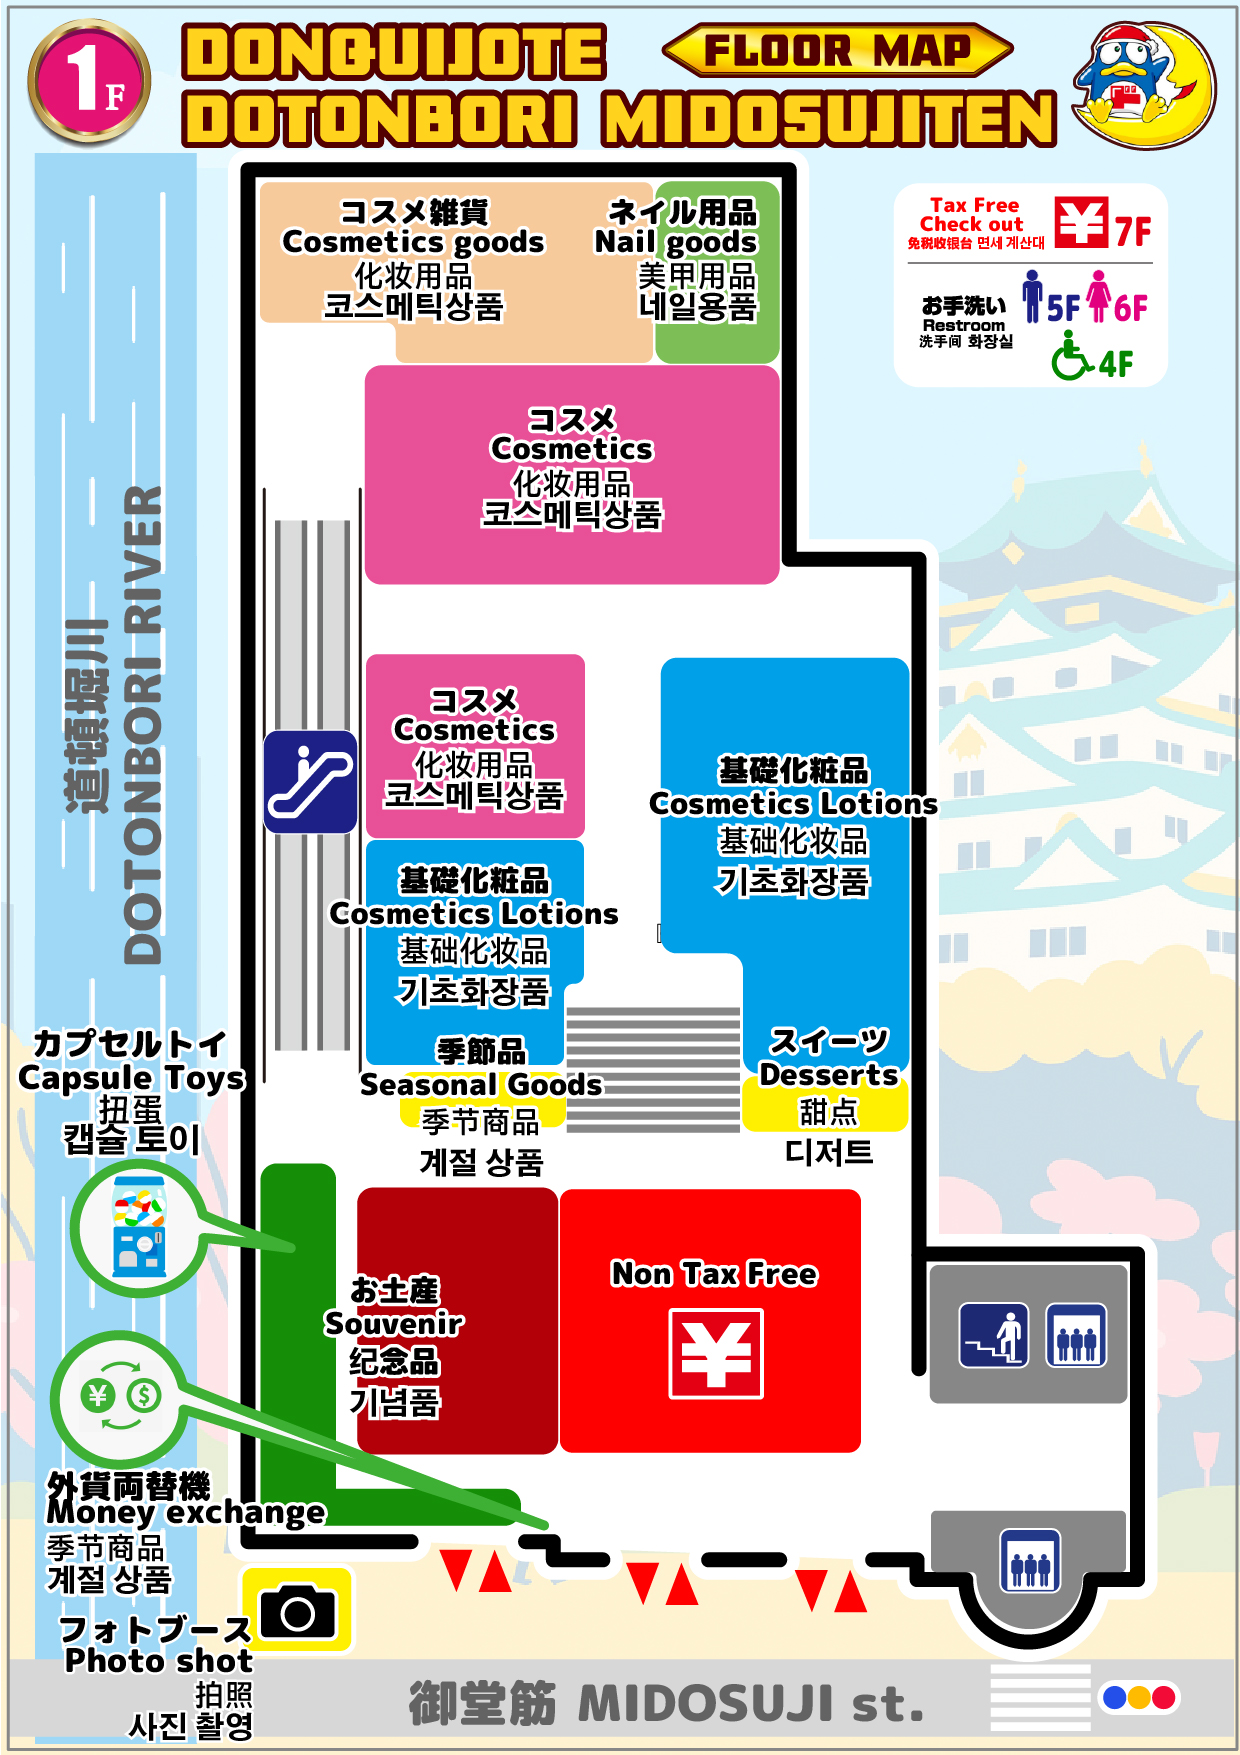 1F
DONQUIJOTE
FLOOR MAP
DOTONBORI MIDOSUJITEN
Tax Free
Check out
免税收银台 면세 계산대
¥ 7F
お手洗い
Restroom
洗手间 화장실
5F 6F
4F
コスメ雑貨
Cosmetics goods
化妆用品
코스메틱상품
ネイル用品
Nail goods
美甲用品
네일용품
コスメ
Cosmetics
化妆用品
코스메틱상품
道頓堀川
DOTONBORI RIVER
コスメ
Cosmetics
化妆用品
코스메틱상품
基礎化粧品
Cosmetics Lotions
基础化妆品
기초화장품
基礎化粧品
Cosmetics Lotions
基础化妆品
기초화장품
季節品
Seasonal Goods
季节商品
계절 상품
スイーツ
Desserts
甜点
디저트
カプセルトイ
Capsule Toys
扭蛋
캡슐 토이
お土産
Souvenir
纪念品
기념품
Non Tax Free
¥
¥ $
外貨両替機
Money exchange
季节商品
계절 상품
フォトブース
Photo shot
拍照
사진 촬영
御堂筋 MIDOSUJI st.